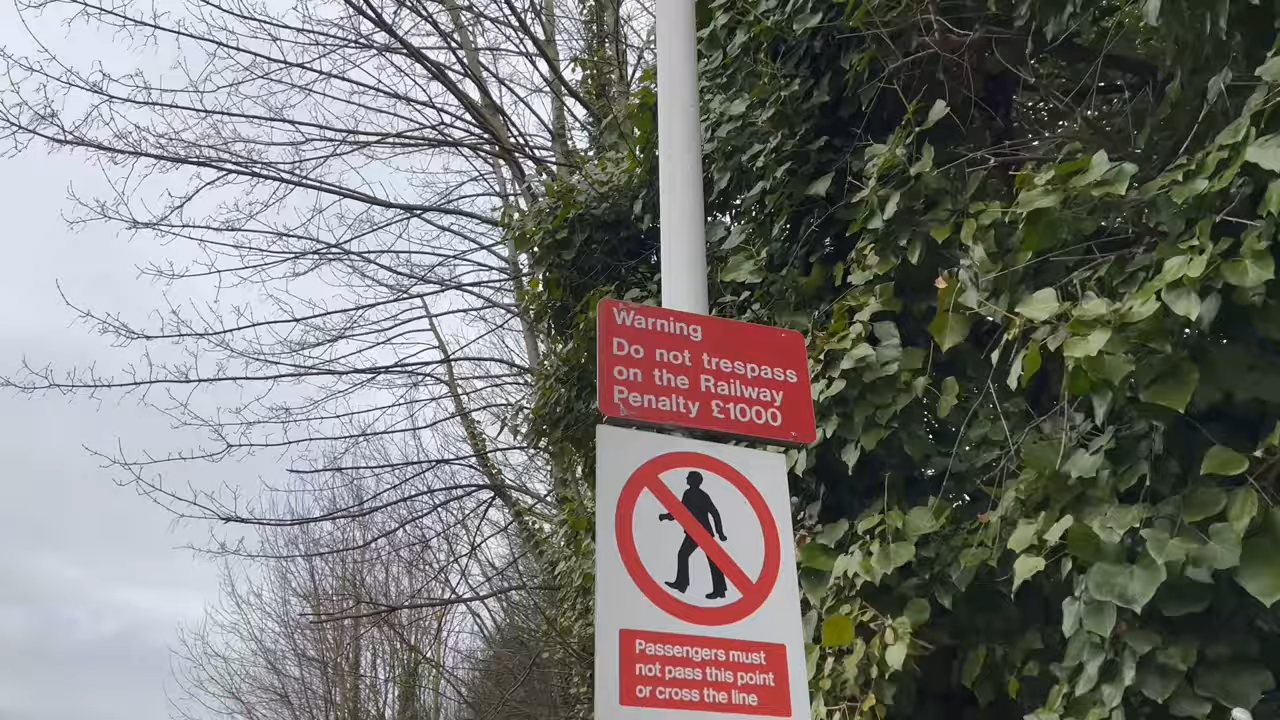 Warning
Do not trespass
on the Railway
Penalty £1000
Passengers must
not pass this point
or cross the line